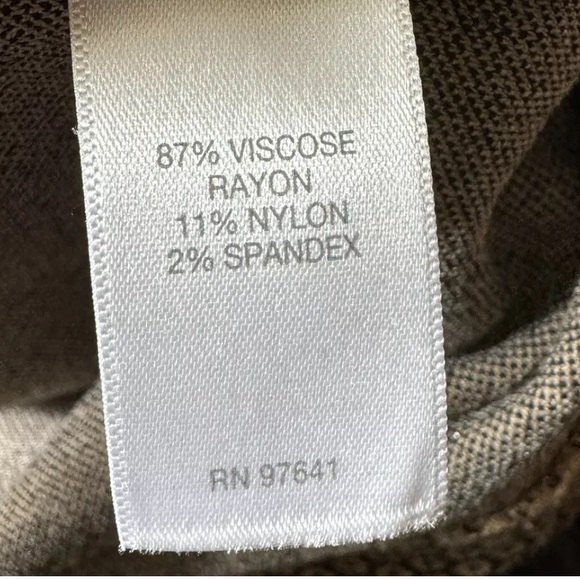 87% VISCOSE
RAYON
11% NYLON
2% SPANDEX
RN 97641